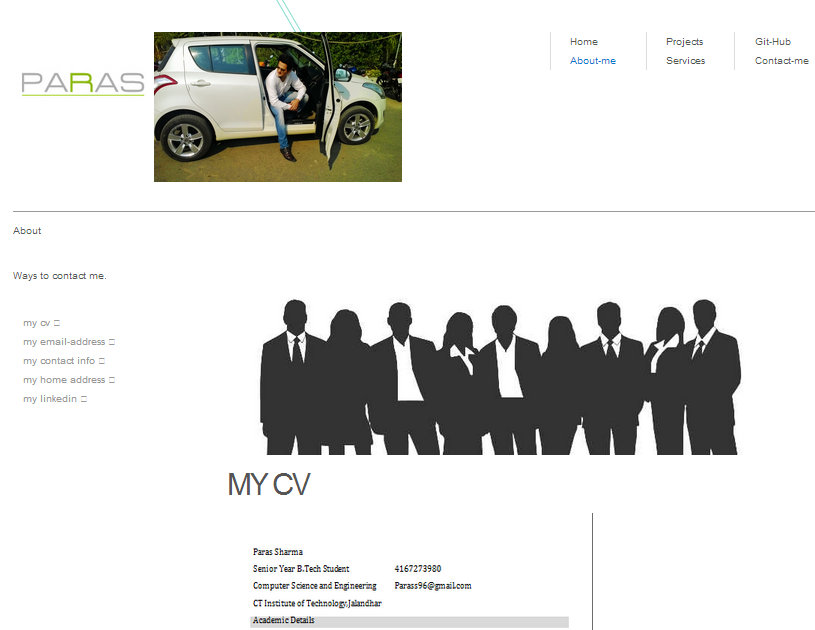 PARAS
Home
About-me
Projects
Services
Git-Hub
Contact-me
About
Ways to contact me.
my cv
my email-address
my contact info
my home address
my linkedin
MY CV
Paras Sharma
Senior Year B.Tech Student 4167273980
Computer Science and Engineering Parass96@gmail.com
CT Institute of Technology,Jalandhar
Academic Details